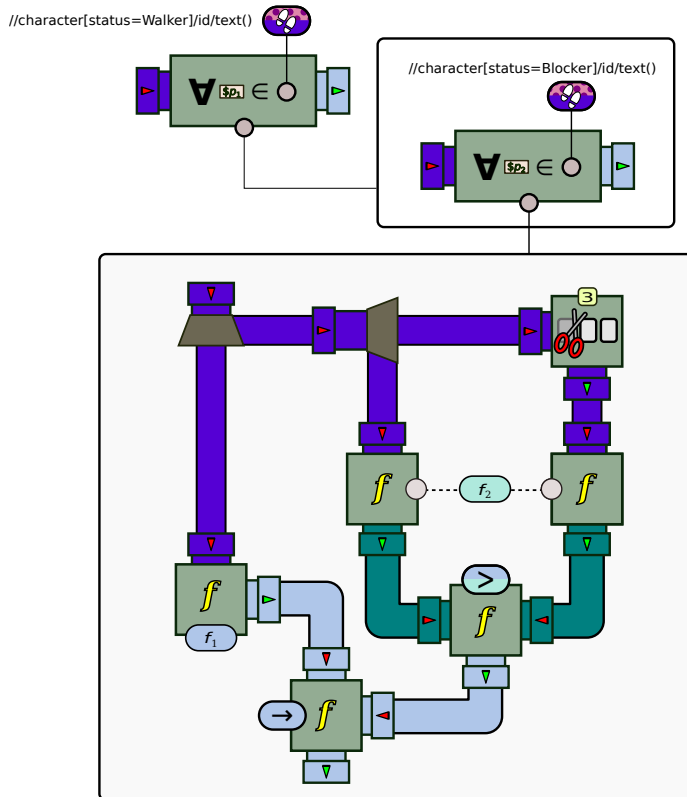 //character[status=Walker]/id/text()
//character[status=Blocker]/id/text()
∀ $p₁ ∈
∀ $p₂ ∈
3
f f₂ f
>
f
f₁
f
→ f